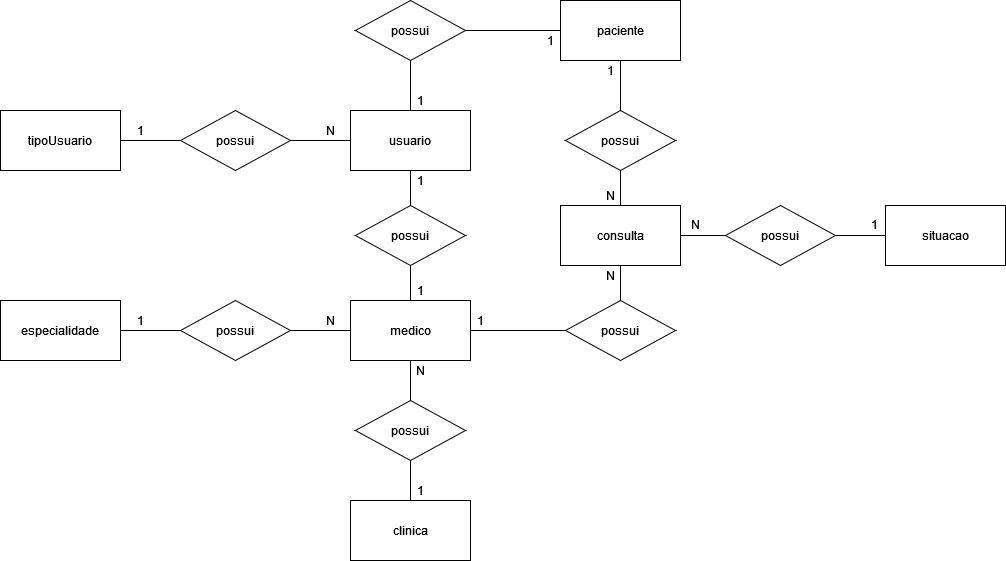 possui
paciente
1
1
1
tipoUsuario
1
possui
N
usuario
possui
1
N
possui
consulta
N
possui
1
situacao
1
N
especialidade
1
possui
N
medico
1
possui
N
possui
1
clinica